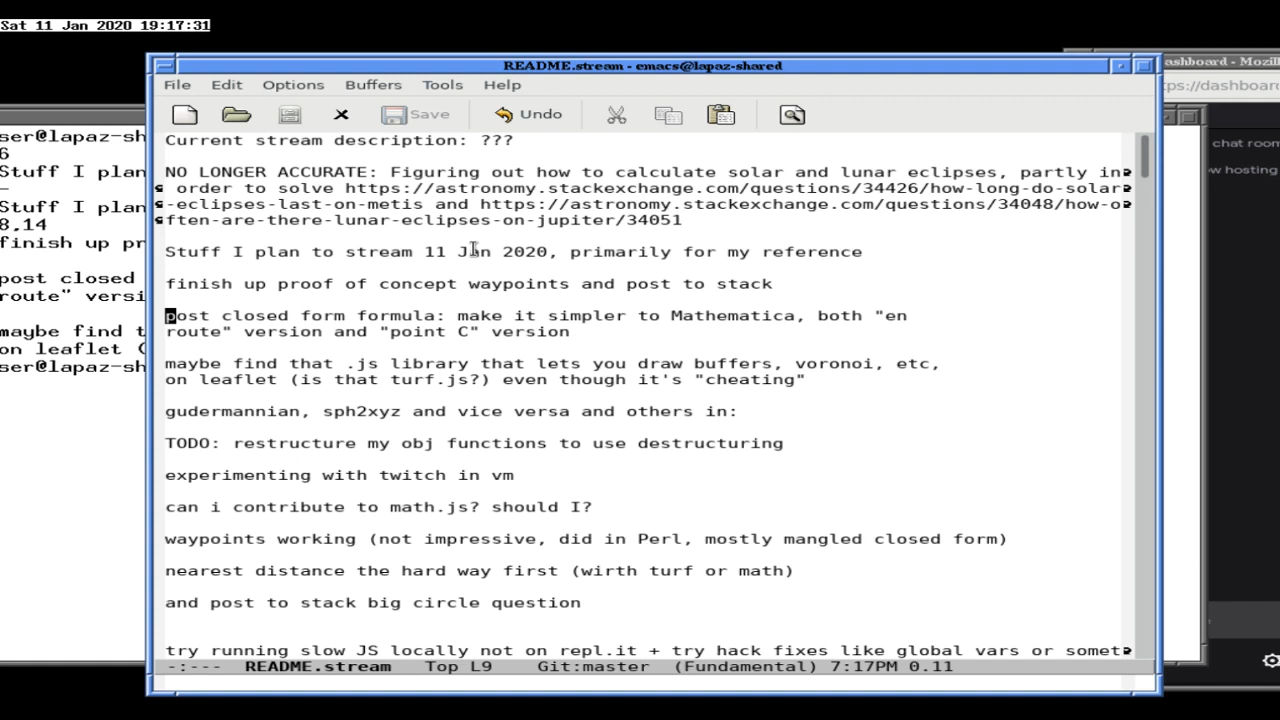 Sat 11 Jan 2020 19:17:31
README.stream - emacs@lapaz-shared
File Edit Options Buffers Tools Help
Save Undo
Current stream description: ???
NO LONGER ACCURATE: Figuring out how to calculate solar and lunar eclipses, partly in
order to solve https://astronomy.stackexchange.com/questions/34426/how-long-do-solar
-eclipses-last-on-metis and https://astronomy.stackexchange.com/questions/34048/how-o
ften-are-there-lunar-eclipses-on-jupiter/34051
Stuff I plan to stream 11 Jan 2020, primarily for my reference
finish up proof of concept waypoints and post to stack
post closed form formula: make it simpler to Mathematica, both "en
route" version and "point C" version
maybe find that .js library that lets you draw buffers, voronoi, etc,
on leaflet (is that turf.js?) even though it's "cheating"
gudermannian, sph2xyz and vice versa and others in:
TODO: restructure my obj functions to use destructuring
experimenting with twitch in vm
can i contribute to math.js? should I?
waypoints working (not impressive, did in Perl, mostly mangled closed form)
nearest distance the hard way first (wirth turf or math)
and post to stack big circle question
try running slow JS locally not on repl.it + try hack fixes like global vars or somet
-:--- README.stream Top L9 Git:master (Fundamental) 7:17PM 0.11
ser@lapaz-sh
6
Stuff I plan
Stuff I plan
8,14
finish up pr
post closed
route" versi
maybe find t
on leaflet (
ser@lapaz-sh
ashboard - Mozil
ps://dashboar
chat room
w hosting